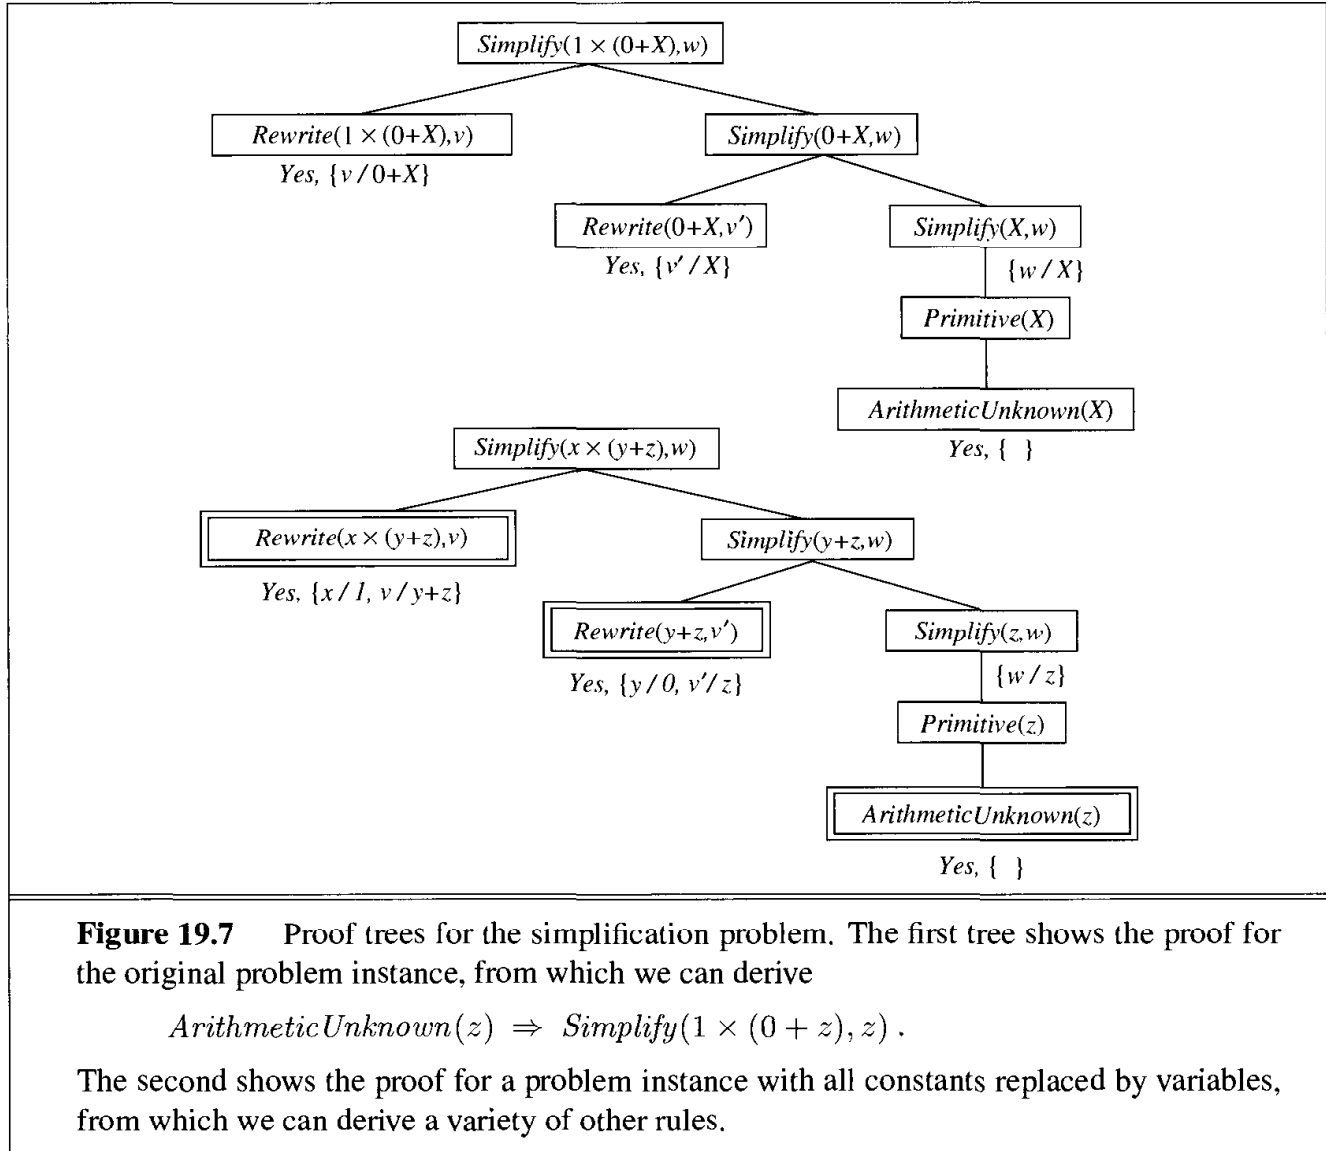 Simplify(1 × (0+X),w)
Rewrite(1 × (0+X),v)
Simplify(0+X,w)
Yes, {v / 0+X}
Rewrite(0+X,v′)
Simplify(X,w)
Yes, {v′ / X}
{w / X}
Primitive(X)
ArithmeticUnknown(X)
Yes, { }
Simplify(x × (y+z),w)
Rewrite(x × (y+z),v)
Simplify(y+z,w)
Yes, {x / 1, v / y+z}
Rewrite(y+z,v′)
Simplify(z,w)
Yes, {y / 0, v′/ z}
{w / z}
Primitive(z)
ArithmeticUnknown(z)
Yes, { }
Figure 19.7 Proof trees for the simplification problem. The first tree shows the proof for
the original problem instance, from which we can derive
ArithmeticUnknown(z) ⇒ Simplify(1 × (0 + z), z) .
The second shows the proof for a problem instance with all constants replaced by variables,
from which we can derive a variety of other rules.